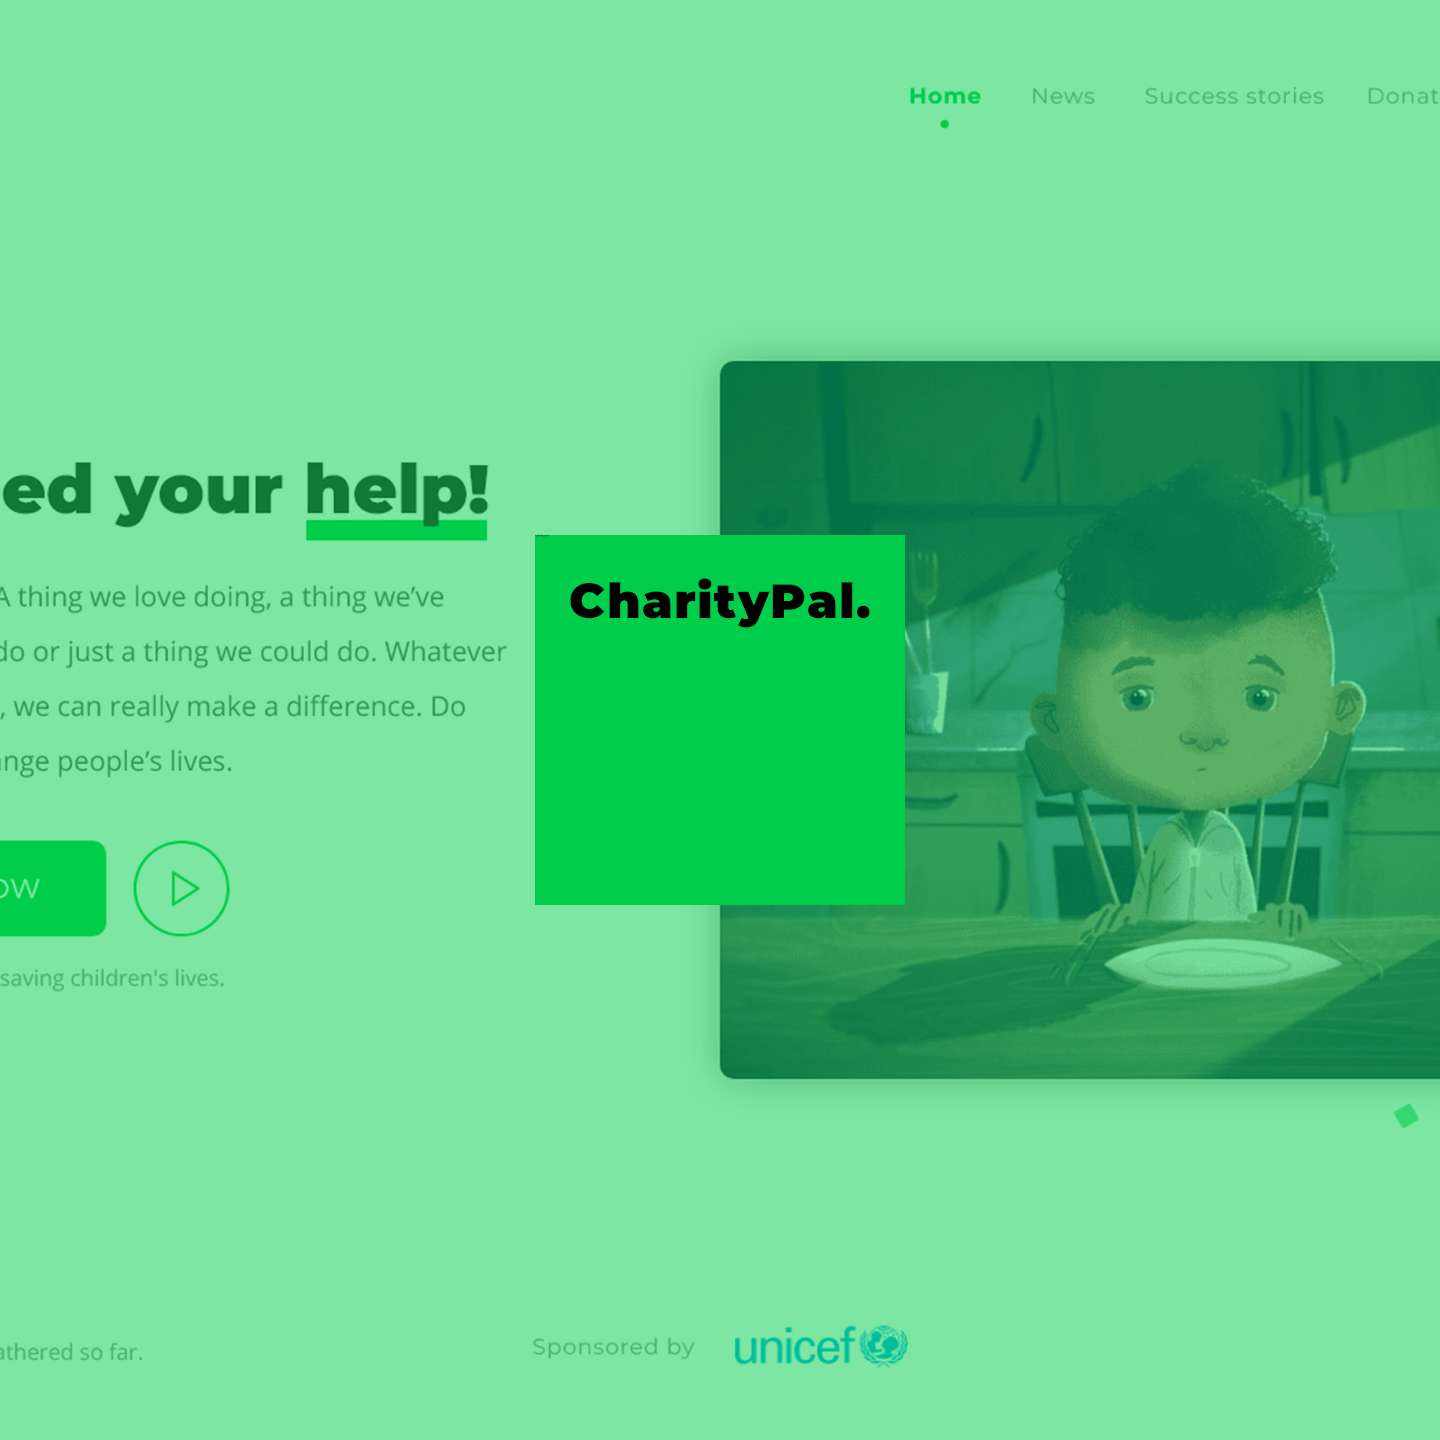 Home News Success stories Donat
ed your help!
A thing we love doing, a thing we've
do or just a thing we could do. Whatever
, we can really make a difference. Do
nge people's lives.
OW
saving children's lives.
CharityPal.
athered so far.
Sponsored by unicef